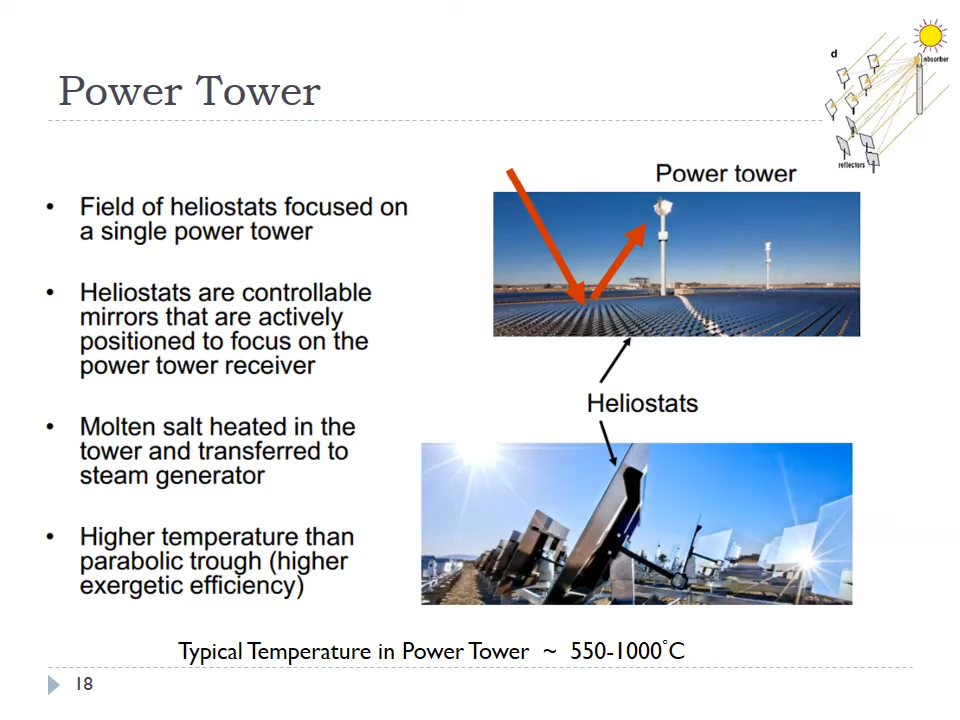 d
absorber
reflectors
Power Tower
Power tower
• Field of heliostats focused on
a single power tower
• Heliostats are controllable
mirrors that are actively
positioned to focus on the
power tower receiver
• Molten salt heated in the
tower and transferred to
steam generator
• Higher temperature than
parabolic trough (higher
exergetic efficiency)
Heliostats
Typical Temperature in Power Tower ~ 550-1000°C
18